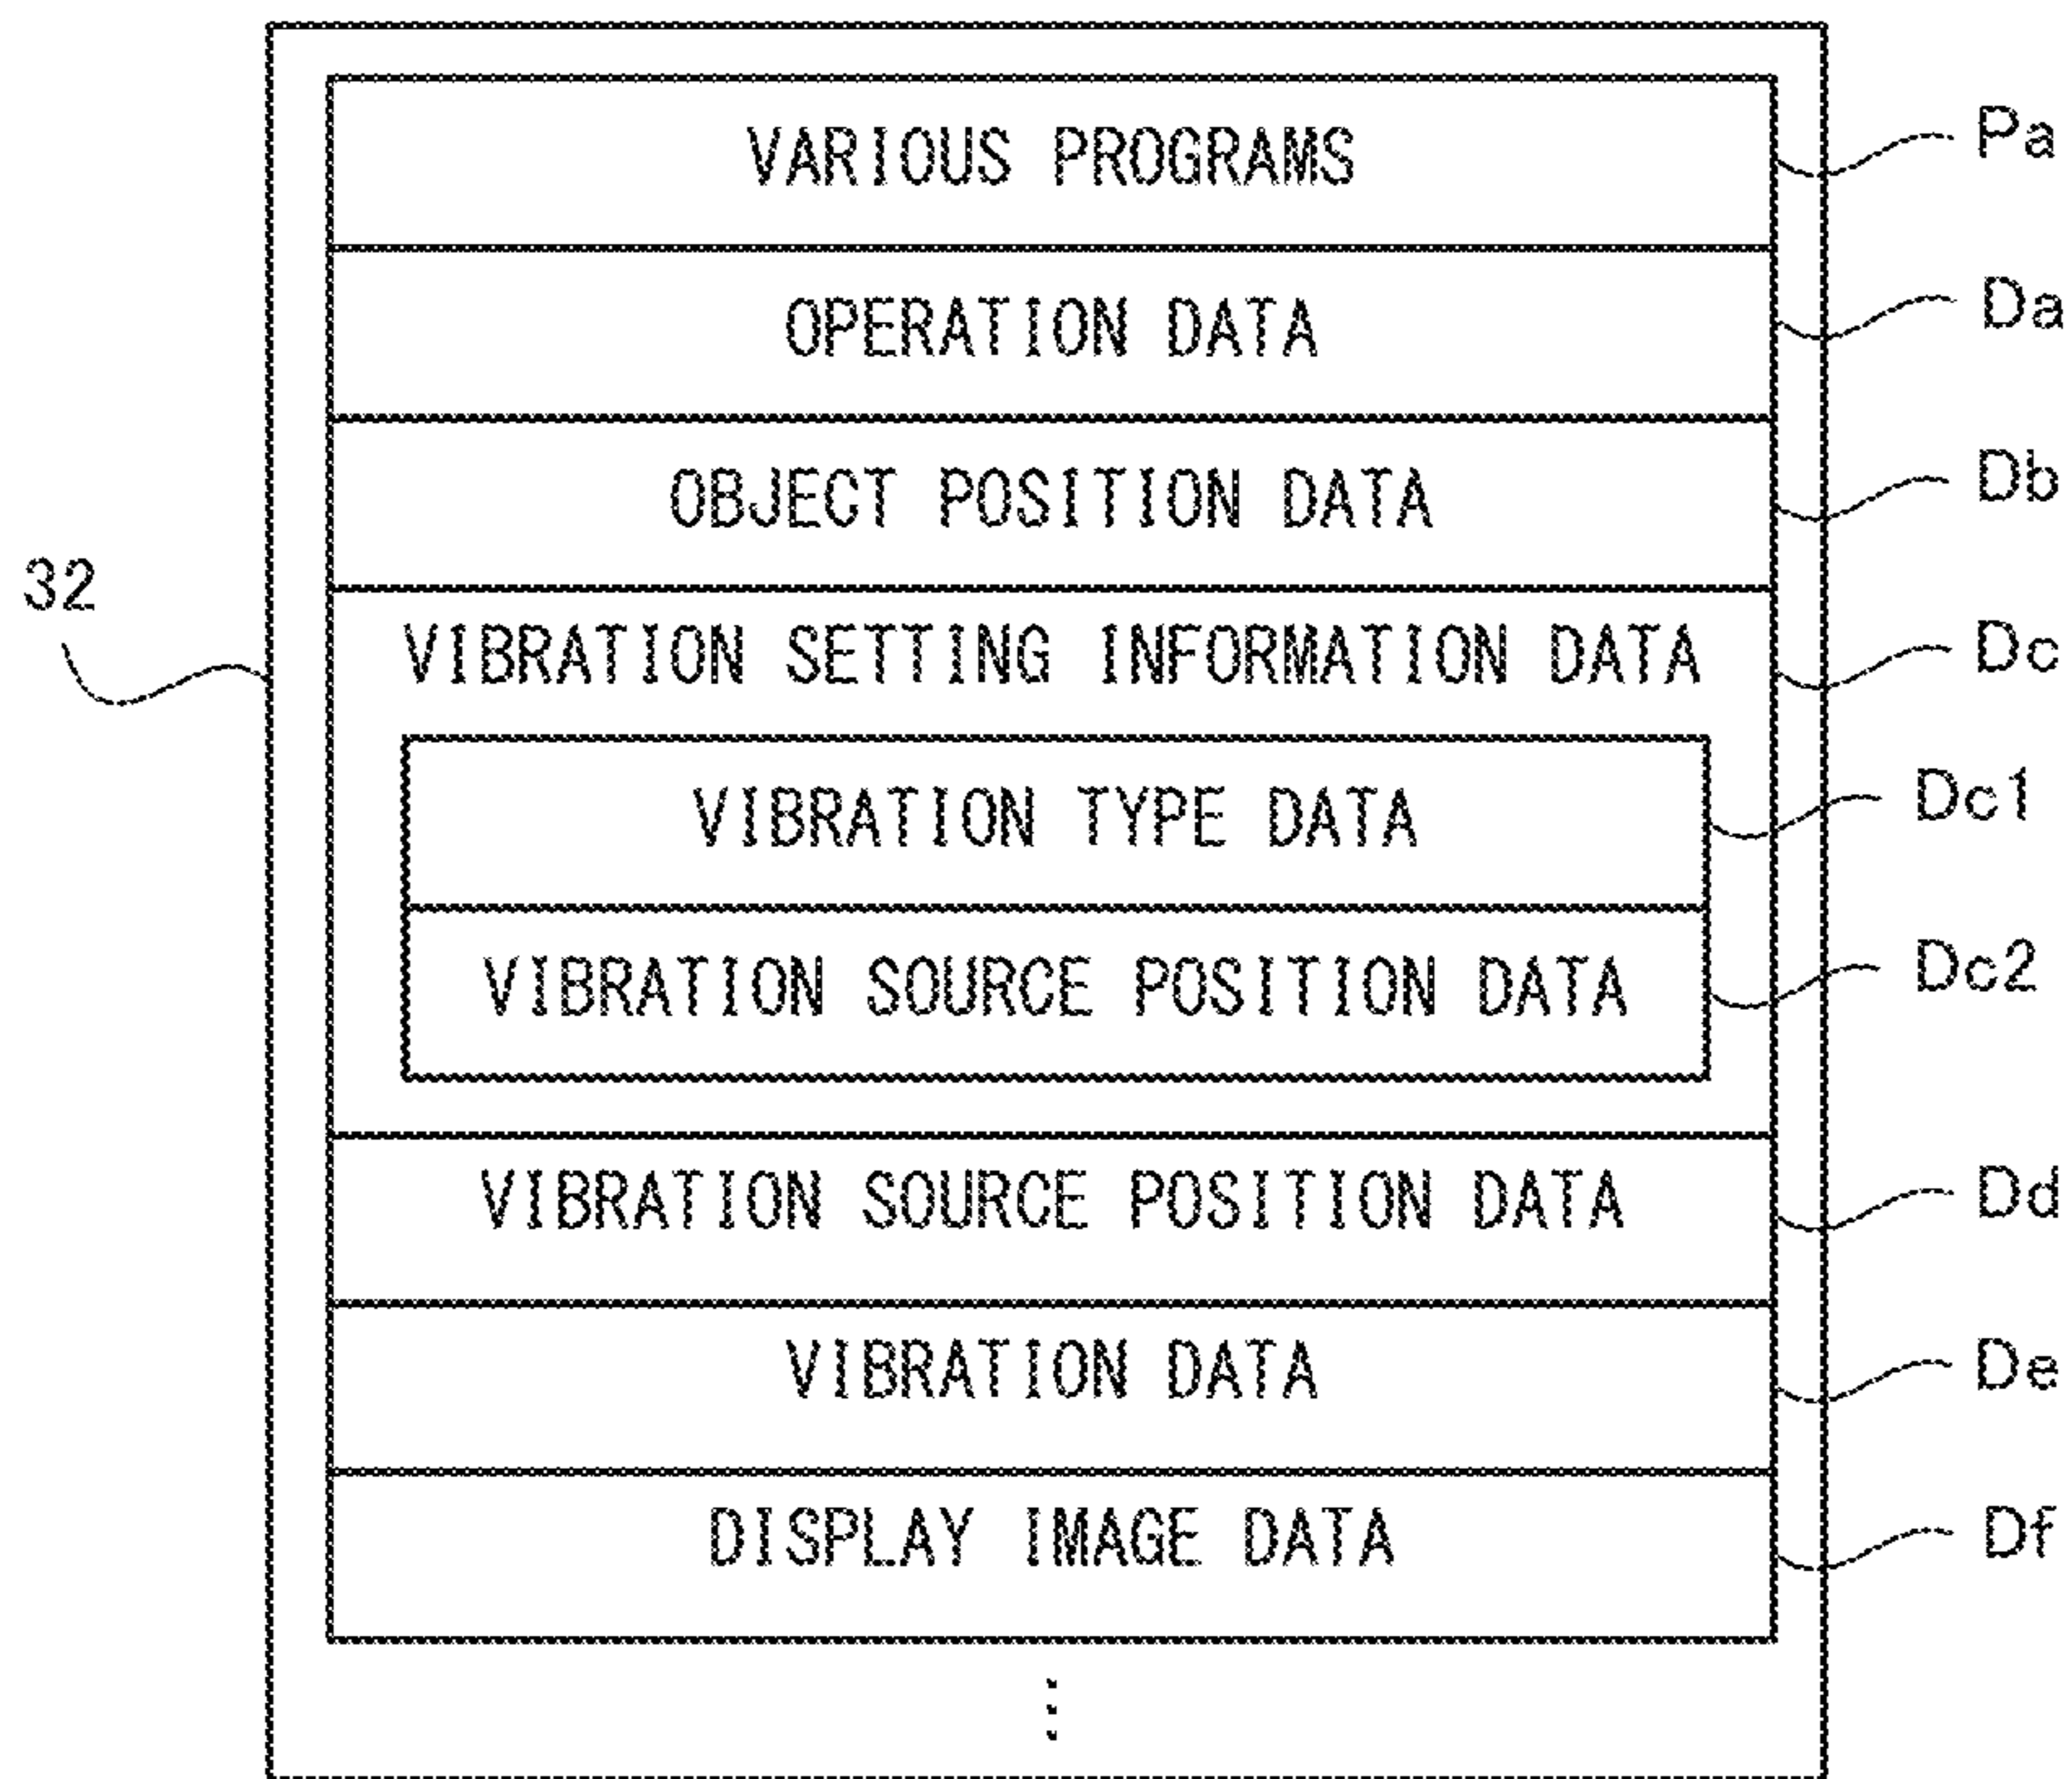 VARIOUS PROGRAMS Pa
OPERATION DATA Da
OBJECT POSITION DATA Db
32
VIBRATION SETTING INFORMATION DATA Dc
VIBRATION TYPE DATA Dc1
VIBRATION SOURCE POSITION DATA Dc2
VIBRATION SOURCE POSITION DATA Dd
VIBRATION DATA De
DISPLAY IMAGE DATA Df
⋮